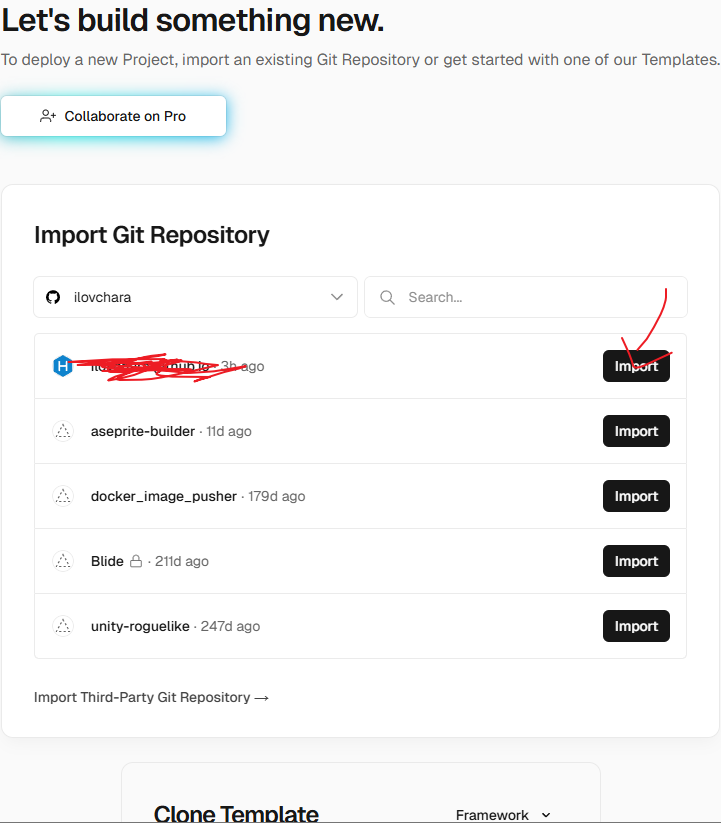 Let's build something new.
To deploy a new Project, import an existing Git Repository or get started with one of our Templates.
Collaborate on Pro
Import Git Repository
ilovchara
Search...
H
· 3h ago
Import
aseprite-builder · 11d ago
Import
docker_image_pusher · 179d ago
Import
Blide · 211d ago
Import
unity-roguelike · 247d ago
Import
Import Third-Party Git Repository →
Clone Template
Framework